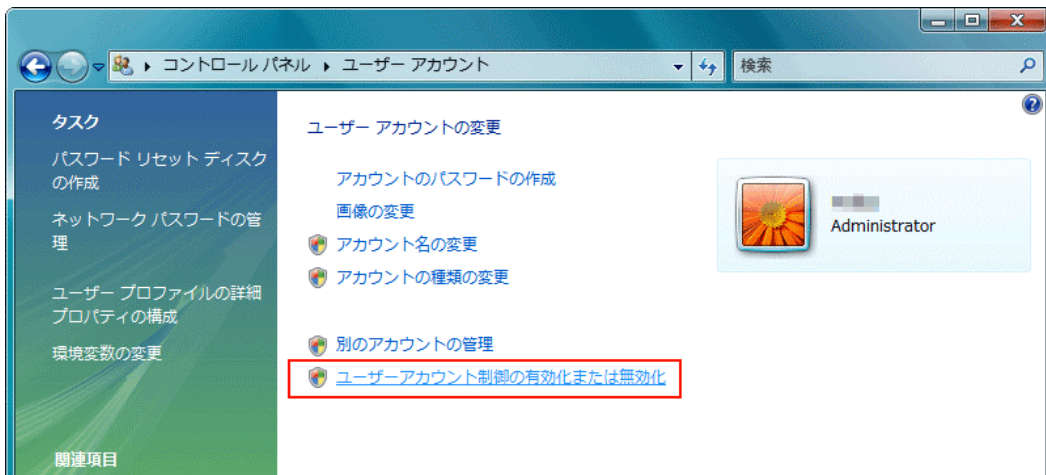 コントロール パネル ▸ ユーザー アカウント
検索
タスク
パスワード リセット ディスク
の作成
ネットワーク パスワードの管
理
ユーザー プロファイルの詳細
プロパティの構成
環境変数の変更
関連項目
ユーザー アカウントの変更
アカウントのパスワードの作成
画像の変更
アカウント名の変更
アカウントの種類の変更
別のアカウントの管理
ユーザーアカウント制御の有効化または無効化
Administrator